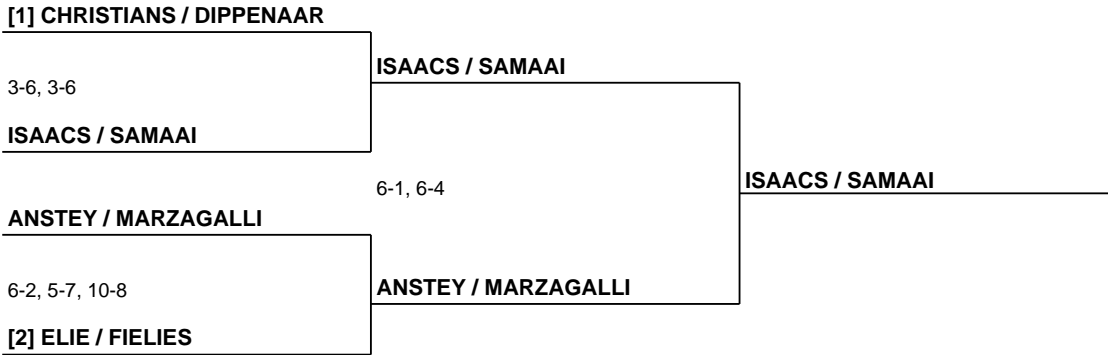 [1] CHRISTIANS / DIPPENAAR
3-6, 3-6
ISAACS / SAMAAI
ISAACS / SAMAAI
ANSTEY / MARZAGALLI
6-2, 5-7, 10-8
[2] ELIE / FIELIES
ANSTEY / MARZAGALLI
6-1, 6-4
ISAACS / SAMAAI